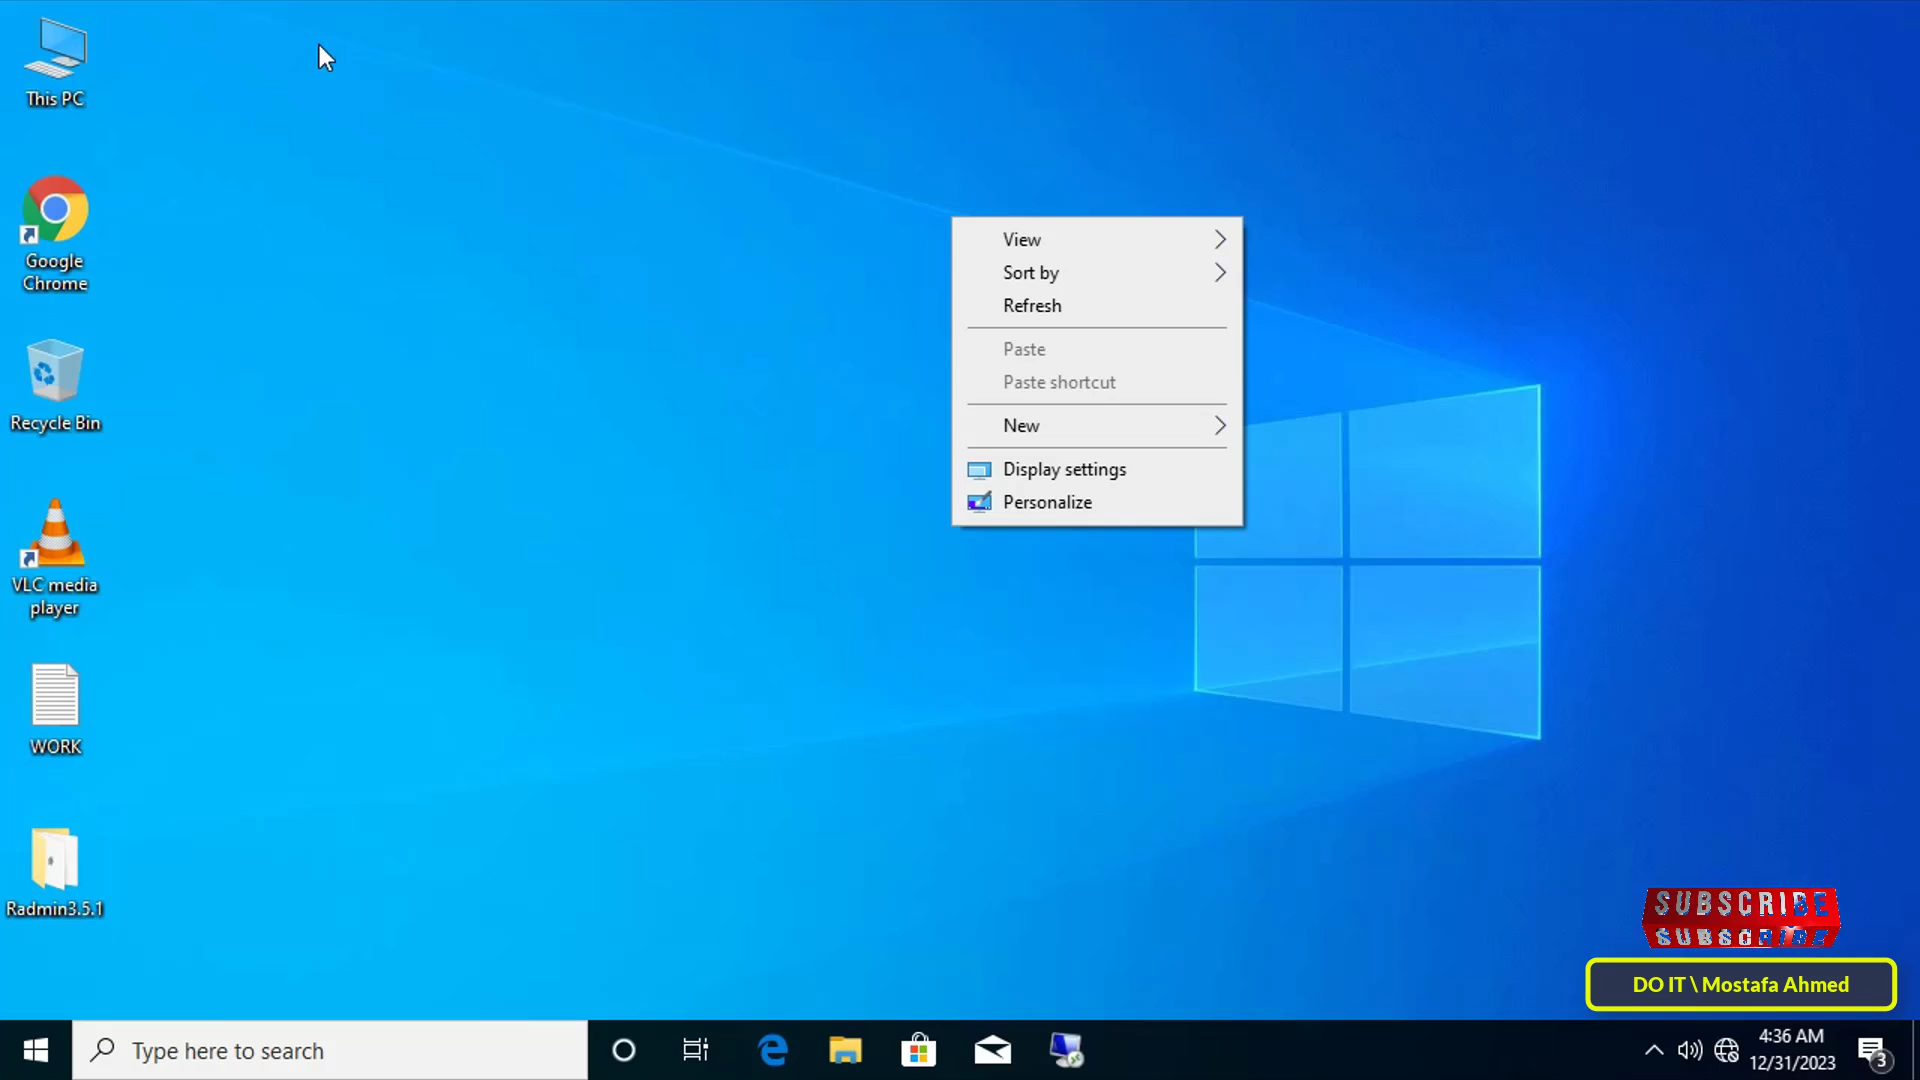 This PC
Google
Chrome
Recycle Bin
VLC media
player
WORK
Radmin3.5.1
View
Sort by
Refresh
Paste
Paste shortcut
New
Display settings
Personalize
SUBSCRIBE
SUBSCRIBE
DO IT \ Mostafa Ahmed
Type here to search
4:36 AM
12/31/2023
3